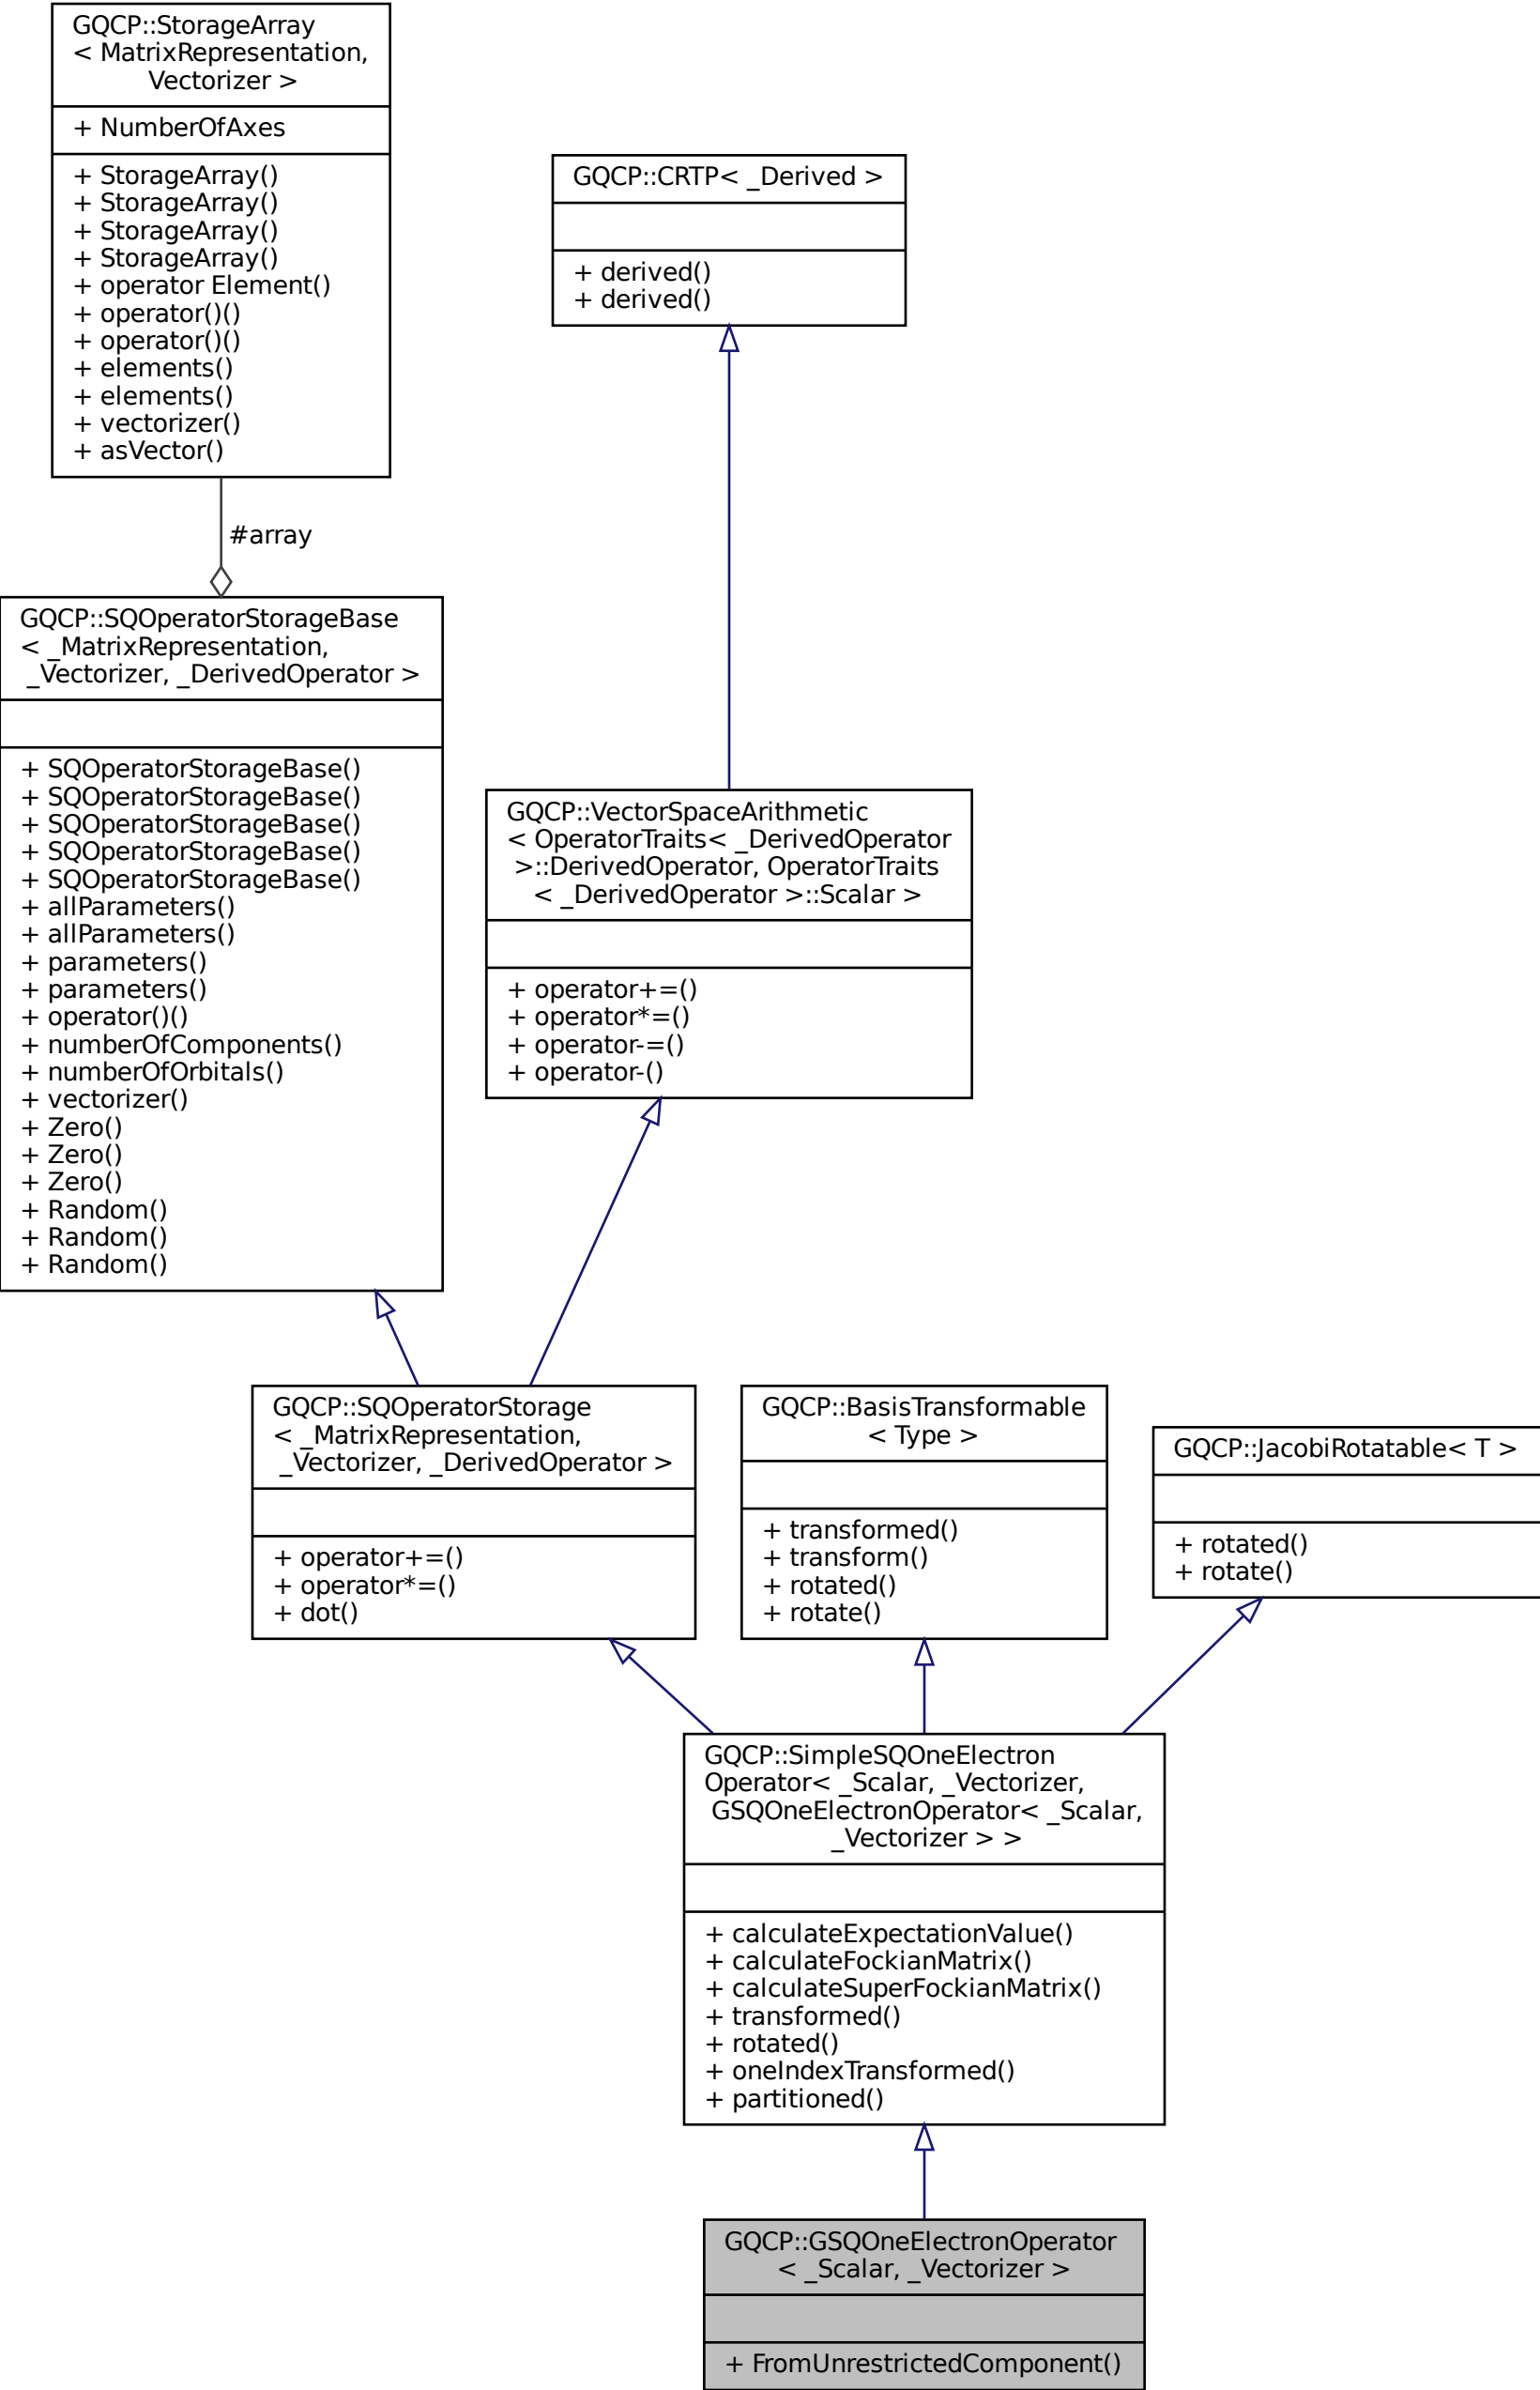 GQCP::StorageArray
< MatrixRepresentation,
Vectorizer >
+ NumberOfAxes
+ StorageArray()
+ StorageArray()
+ StorageArray()
+ StorageArray()
+ operator Element()
+ operator()()
+ operator()()
+ elements()
+ elements()
+ vectorizer()
+ asVector()
GQCP::CRTP< _Derived >
+ derived()
+ derived()
#array
GQCP::SQOperatorStorageBase
< _MatrixRepresentation,
_Vectorizer, _DerivedOperator >
+ SQOperatorStorageBase()
+ SQOperatorStorageBase()
+ SQOperatorStorageBase()
+ SQOperatorStorageBase()
+ SQOperatorStorageBase()
+ allParameters()
+ allParameters()
+ parameters()
+ parameters()
+ operator()()
+ numberOfComponents()
+ numberOfOrbitals()
+ vectorizer()
+ Zero()
+ Zero()
+ Zero()
+ Random()
+ Random()
+ Random()
GQCP::VectorSpaceArithmetic
< OperatorTraits< _DerivedOperator
>::DerivedOperator, OperatorTraits
< _DerivedOperator >::Scalar >
+ operator+=()
+ operator*=()
+ operator-=()
+ operator-()
GQCP::SQOperatorStorage
< _MatrixRepresentation,
_Vectorizer, _DerivedOperator >
+ operator+=()
+ operator*=()
+ dot()
GQCP::BasisTransformable
< Type >
+ transformed()
+ transform()
+ rotated()
+ rotate()
GQCP::JacobiRotatable< T >
+ rotated()
+ rotate()
GQCP::SimpleSQOneElectron
Operator< _Scalar, _Vectorizer,
GSQOneElectronOperator< _Scalar,
_Vectorizer > >
+ calculateExpectationValue()
+ calculateFockianMatrix()
+ calculateSuperFockianMatrix()
+ transformed()
+ rotated()
+ oneIndexTransformed()
+ partitioned()
GQCP::GSQOneElectronOperator
< _Scalar, _Vectorizer >
+ FromUnrestrictedComponent()